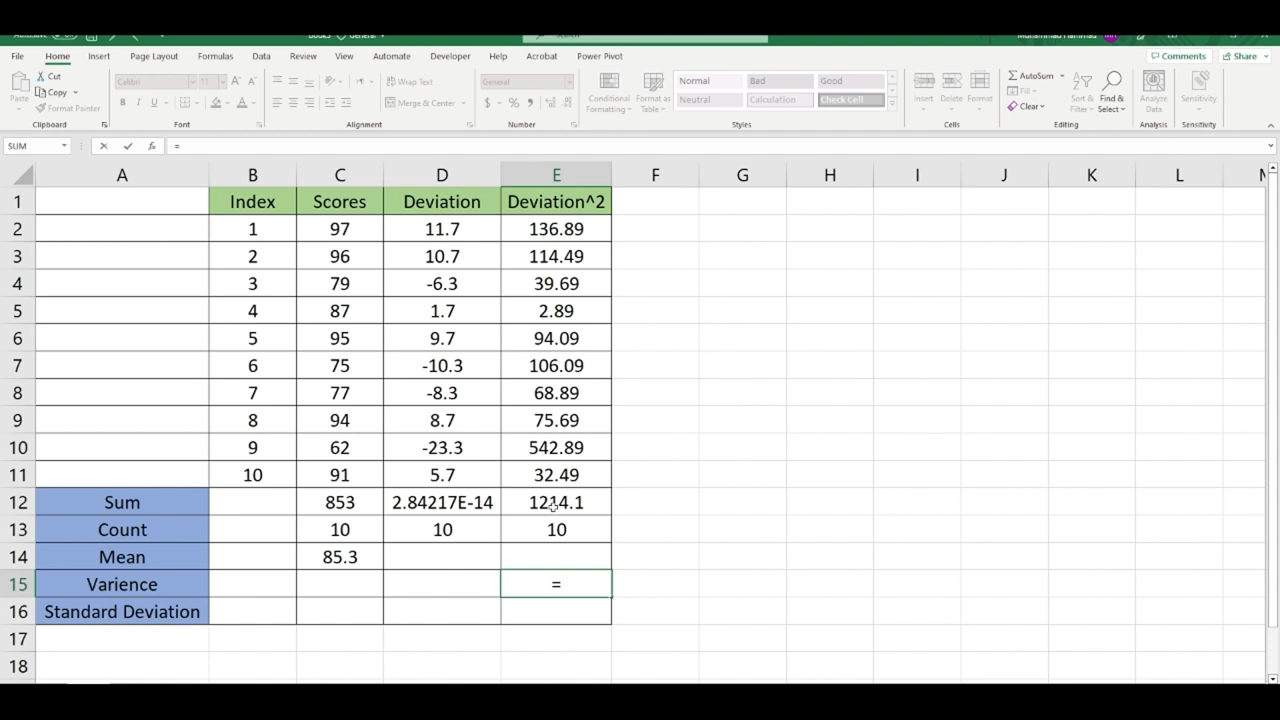 File Home Insert Page Layout Formulas Data Review View Automate Developer Help Acrobat Power Pivot Comments Share
Paste Cut Copy Format Painter Calibri 11 Wrap Text Merge & Center General Conditional Formatting Format as Table Normal Bad Good Neutral Calculation Check Cell Insert Delete Format AutoSum Fill Clear Sort & Filter Find & Select Analyze Data Sensitivity
Clipboard Font Alignment Number Styles Cells Editing Analysis Sensitivity
SUM fx =
A B C D E F G H I J K L
1 Index Scores Deviation Deviation^2
2 1 97 11.7 136.89
3 2 96 10.7 114.49
4 3 79 -6.3 39.69
5 4 87 1.7 2.89
6 5 95 9.7 94.09
7 6 75 -10.3 106.09
8 7 77 -8.3 68.89
9 8 94 8.7 75.69
10 9 62 -23.3 542.89
11 10 91 5.7 32.49
12 Sum 853 2.84217E-14 1214.1
13 Count 10 10 10
14 Mean 85.3
15 Varience =
16 Standard Deviation
17
18